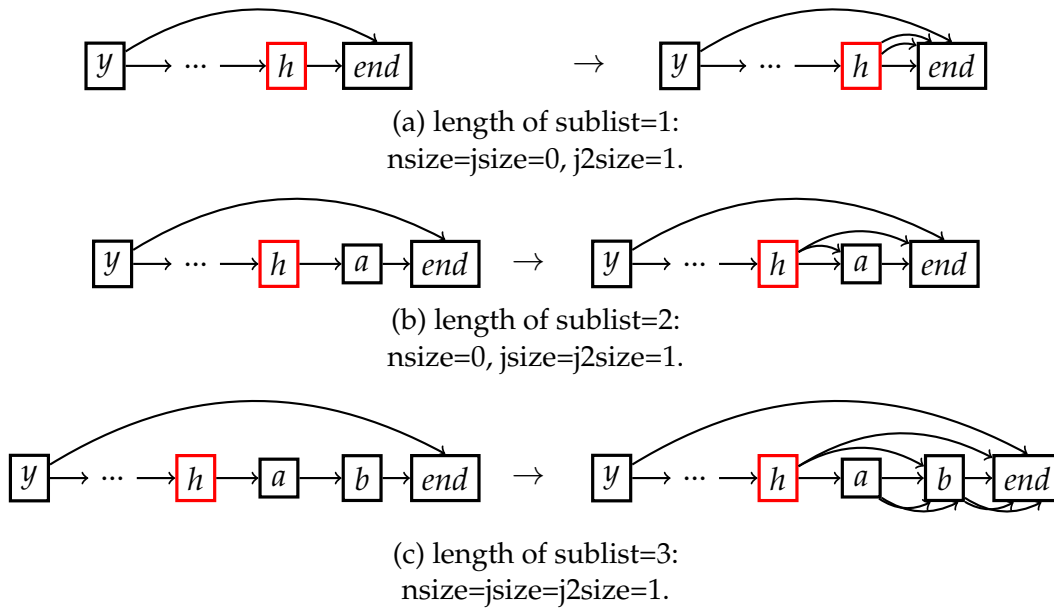 y ... h end → y ... h end
(a) length of sublist=1:
nsize=jsize=0, j2size=1.
y ... h a end → y ... h a end
(b) length of sublist=2:
nsize=0, jsize=j2size=1.
y ... h a b end → y ... h a b end
(c) length of sublist=3:
nsize=jsize=j2size=1.